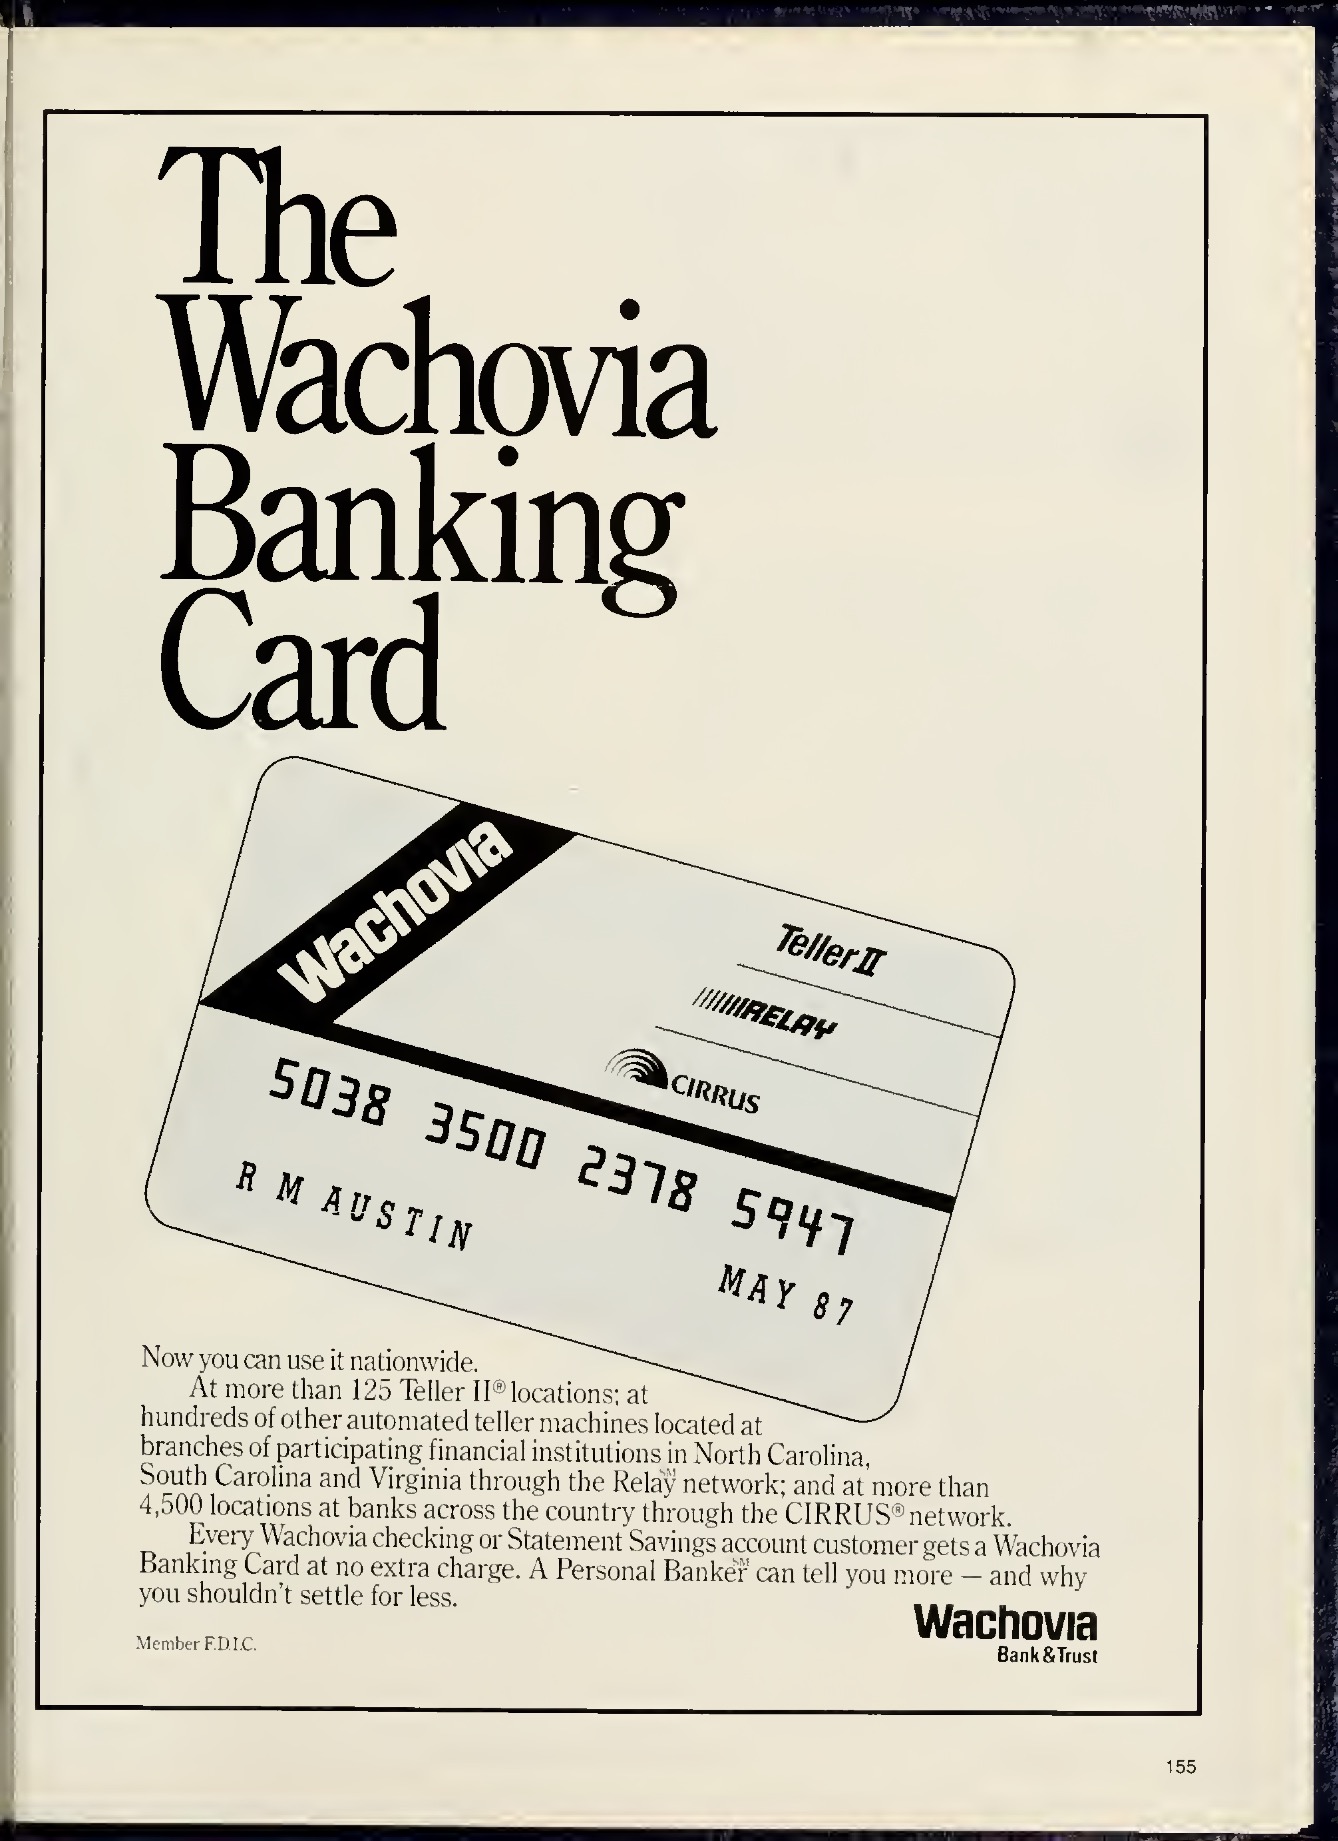 The
Wachovia
Banking
Card
Wachovia
Teller II
RELAY
CIRRUS
5038 3500 2378 5947
R M AUSTIN
MAY 87
Now you can use it nationwide.
At more than 125 Teller II® locations; at
hundreds of other automated teller machines located at
branches of participating financial institutions in North Carolina,
South Carolina and Virginia through the Relay℠ network; and at more than
4,500 locations at banks across the country through the CIRRUS® network.
Every Wachovia checking or Statement Savings account customer gets a Wachovia
Banking Card at no extra charge. A Personal Banker℠ can tell you more — and why
you shouldn't settle for less.
Wachovia
Bank & Trust
Member F.D.I.C.
155